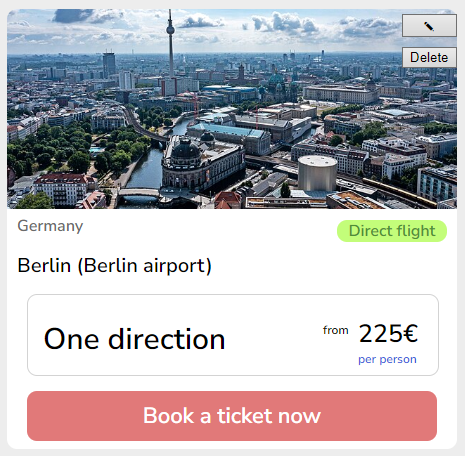 Delete
Germany
Direct flight
Berlin (Berlin airport)
One direction
from 225€
per person
Book a ticket now